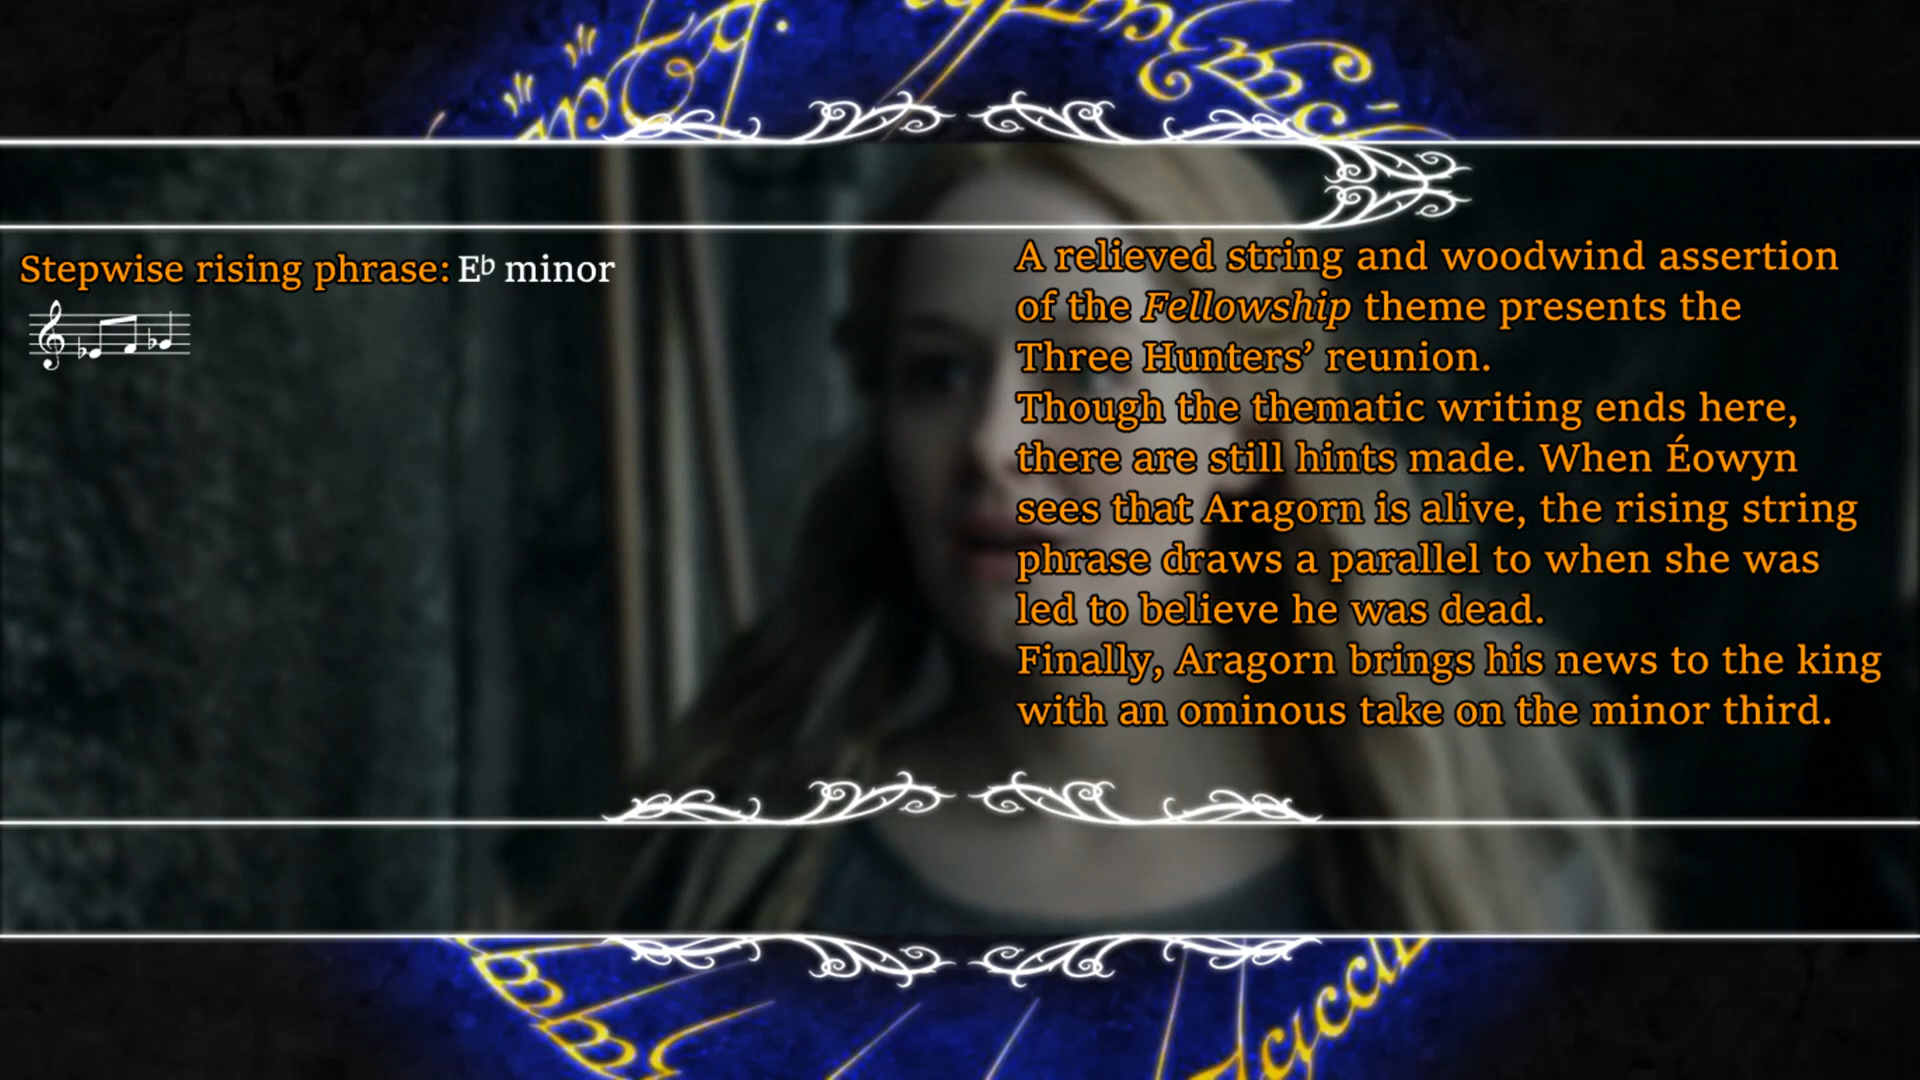 Stepwise rising phrase: E♭ minor
A relieved string and woodwind assertion
of the Fellowship theme presents the
Three Hunters’ reunion.
Though the thematic writing ends here,
there are still hints made. When Éowyn
sees that Aragorn is alive, the rising string
phrase draws a parallel to when she was
led to believe he was dead.
Finally, Aragorn brings his news to the king
with an ominous take on the minor third.